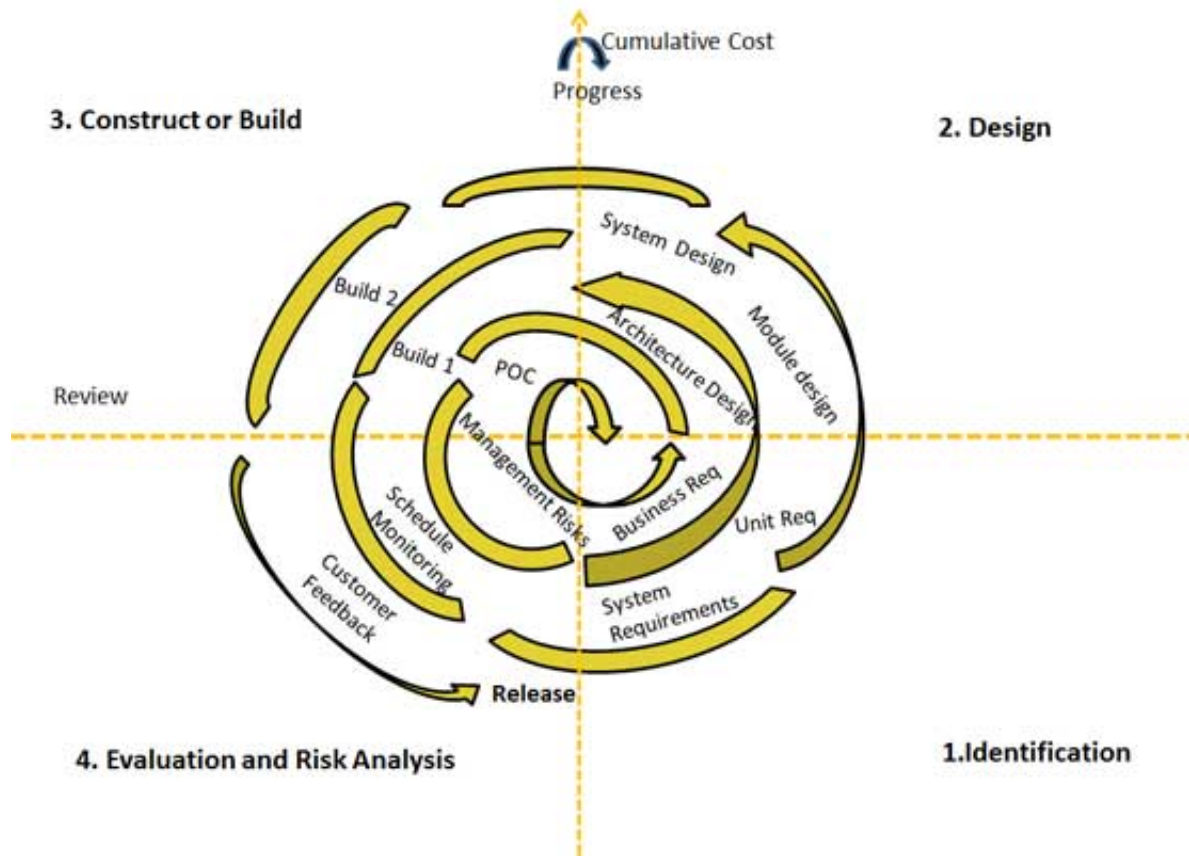 Cumulative Cost
Progress
3. Construct or Build
2. Design
System Design
Build 2
Module design
Architecture Design
Build 1
POC
Review
Management Risks
Business Req
Schedule
Monitoring
Unit Req
Customer
Feedback
System
Requirements
Release
4. Evaluation and Risk Analysis
1.Identification